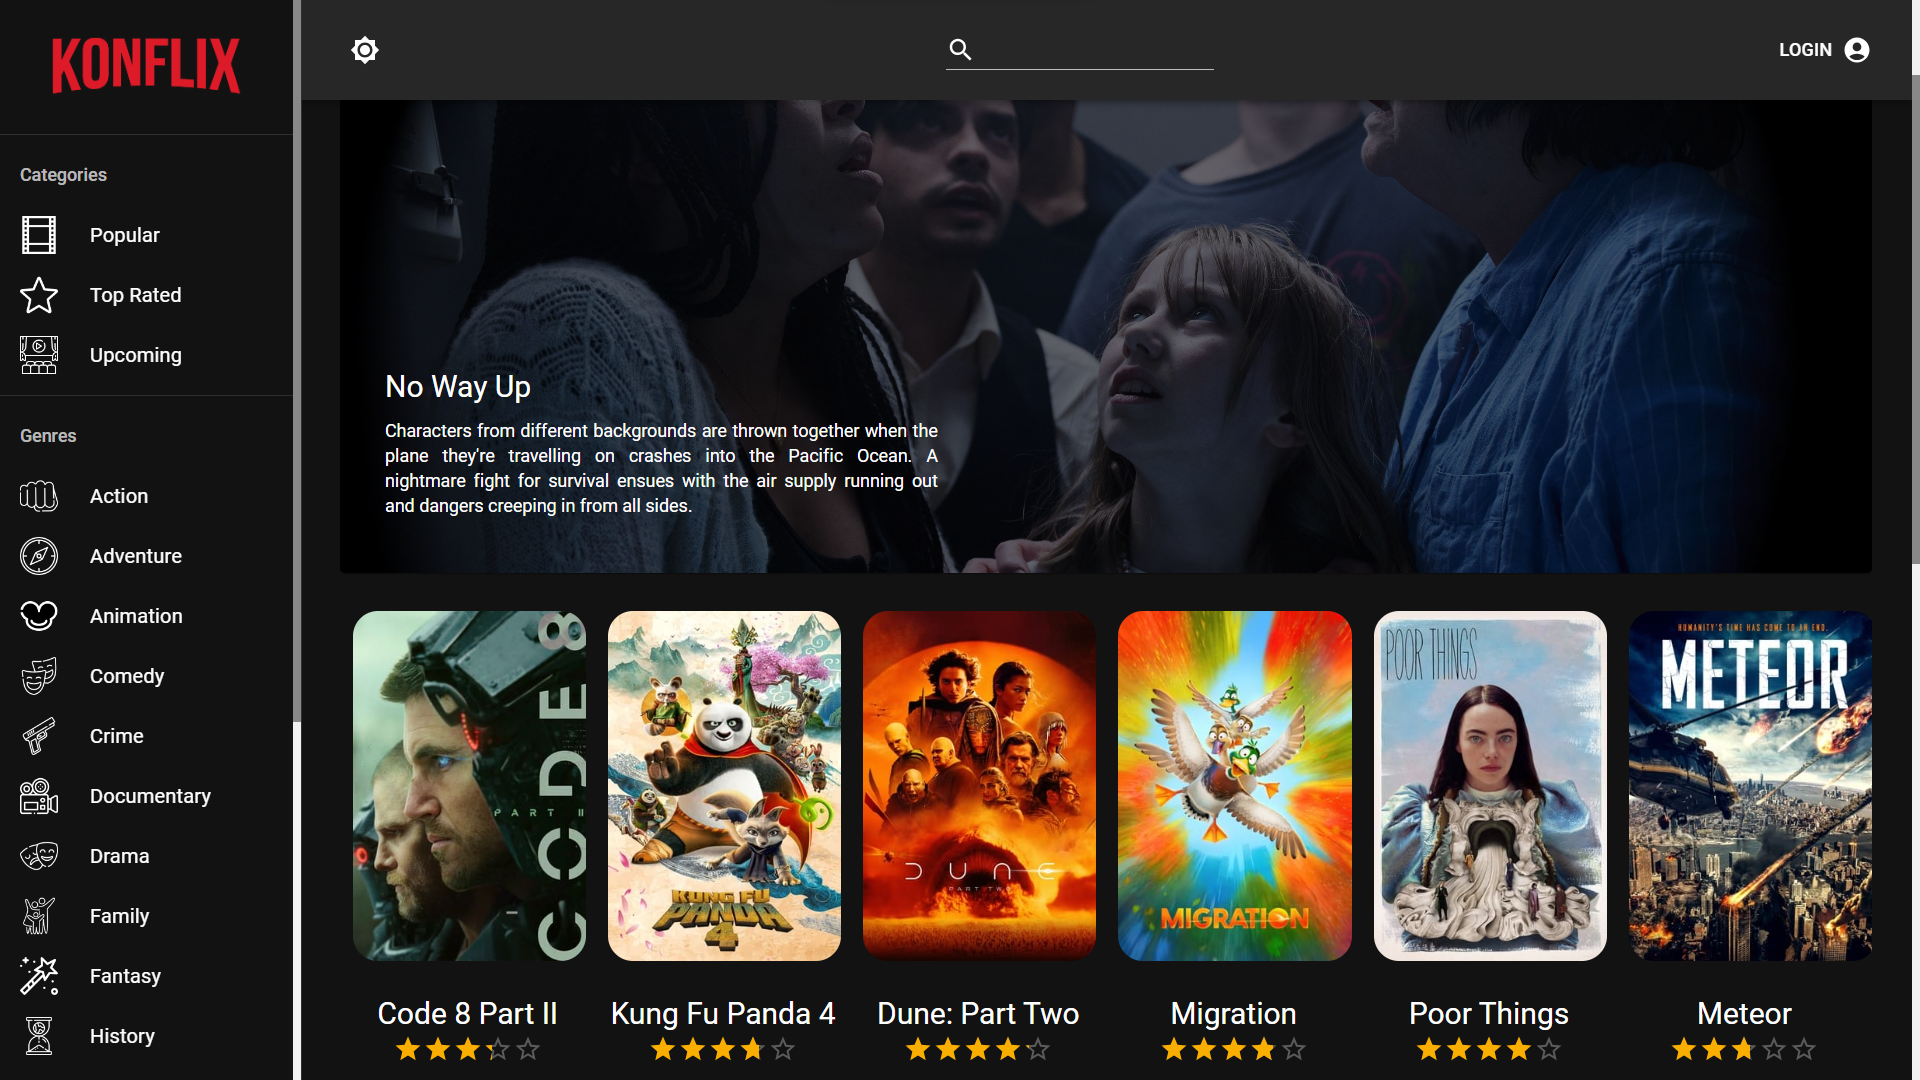 KONFLIX
LOGIN
Categories
Popular
Top Rated
Upcoming
Genres
Action
Adventure
Animation
Comedy
Crime
Documentary
Drama
Family
Fantasy
History
No Way Up
Characters from different backgrounds are thrown together when the
plane they're travelling on crashes into the Pacific Ocean. A
nightmare fight for survival ensues with the air supply running out
and dangers creeping in from all sides.
CODE 8
PART II
KUNG FU
PANDA
4
DUNE
PART TWO
MIGRATION
POOR THINGS
HUMANITY'S TIME HAS COME TO AN END.
METEOR
Code 8 Part II
Kung Fu Panda 4
Dune: Part Two
Migration
Poor Things
Meteor